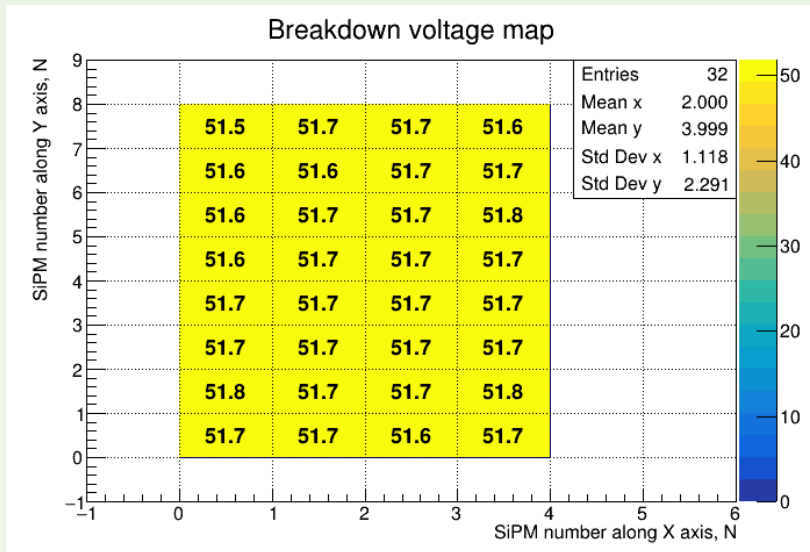 Breakdown voltage map
SiPM number along Y axis, N
9
8
7
6
5
4
3
2
1
0
−1
51.5 51.7 51.7 51.6
51.6 51.6 51.7 51.7
51.6 51.7 51.7 51.8
51.6 51.7 51.7 51.7
51.7 51.7 51.7 51.7
51.7 51.7 51.7 51.7
51.8 51.7 51.7 51.8
51.7 51.7 51.6 51.7
Entries 32
Mean x 2.000
Mean y 3.999
Std Dev x 1.118
Std Dev y 2.291
50
40
30
20
10
0
−1 0 1 2 3 4 5 6
SiPM number along X axis, N